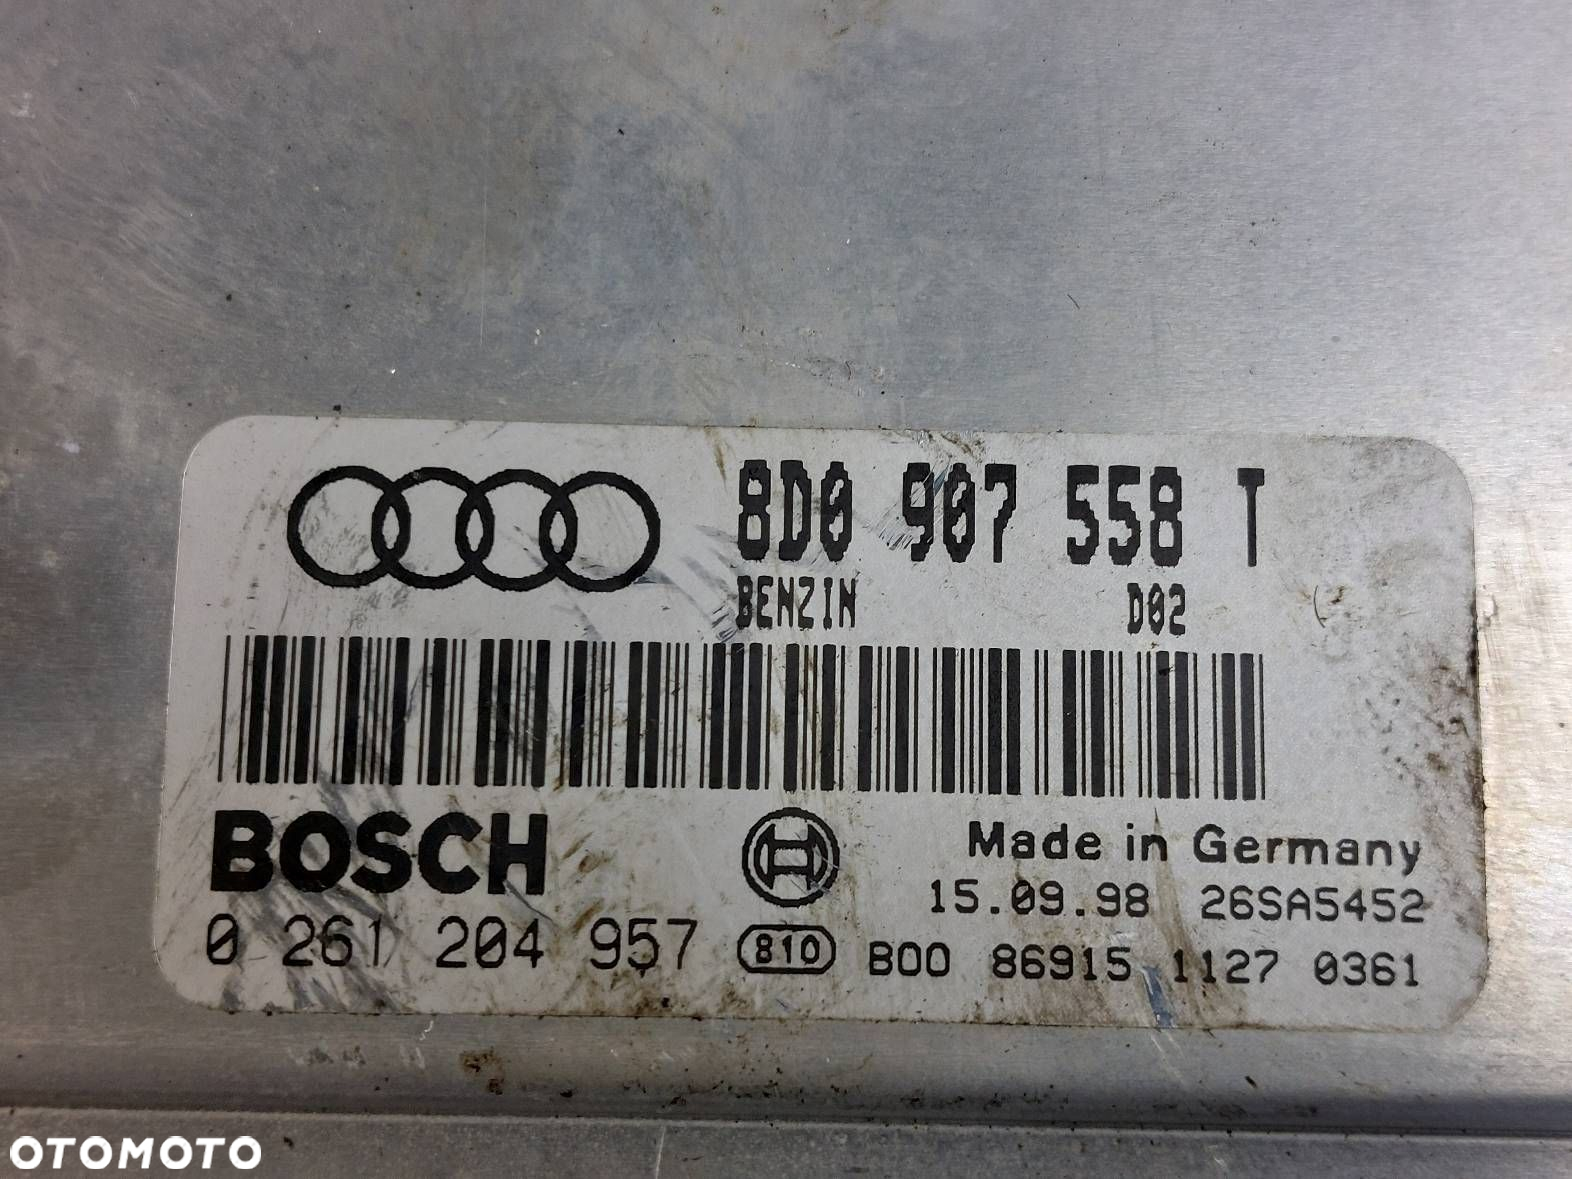 8D0 907 558 T
BENZIN D02
BOSCH
Made in Germany
15.09.98 26SA5452
0 261 204 957 810 B00 86915 1127 0361
OTOMOTO